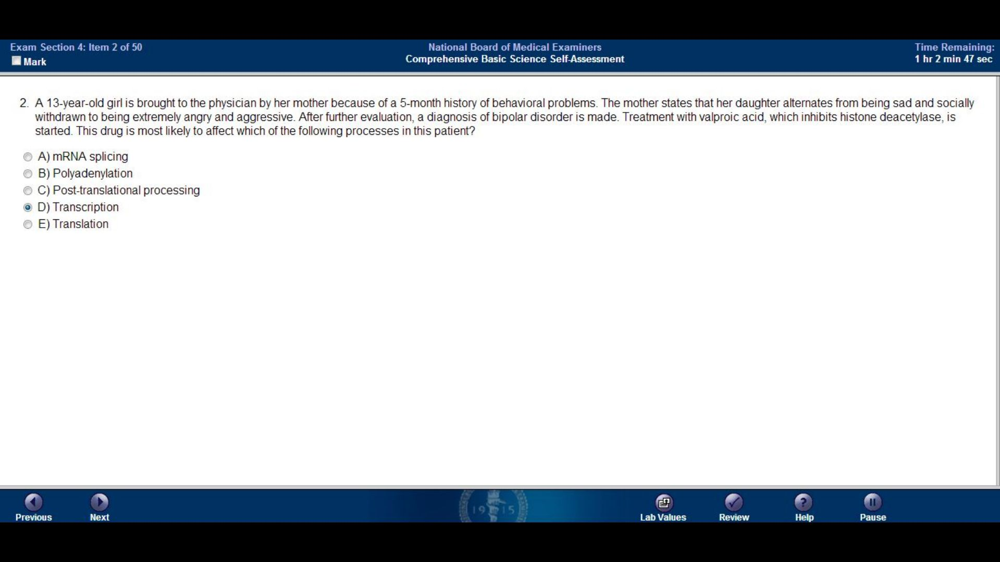 Exam Section 4: Item 2 of 50
National Board of Medical Examiners
Time Remaining:
Mark
Comprehensive Basic Science Self-Assessment
1 hr 2 min 47 sec
2. A 13-year-old girl is brought to the physician by her mother because of a 5-month history of behavioral problems. The mother states that her daughter alternates from being sad and socially
withdrawn to being extremely angry and aggressive. After further evaluation, a diagnosis of bipolar disorder is made. Treatment with valproic acid, which inhibits histone deacetylase, is
started. This drug is most likely to affect which of the following processes in this patient?
A) mRNA splicing
B) Polyadenylation
C) Post-translational processing
D) Transcription
E) Translation
1915
Previous
Next
Lab Values
Review
Help
Pause